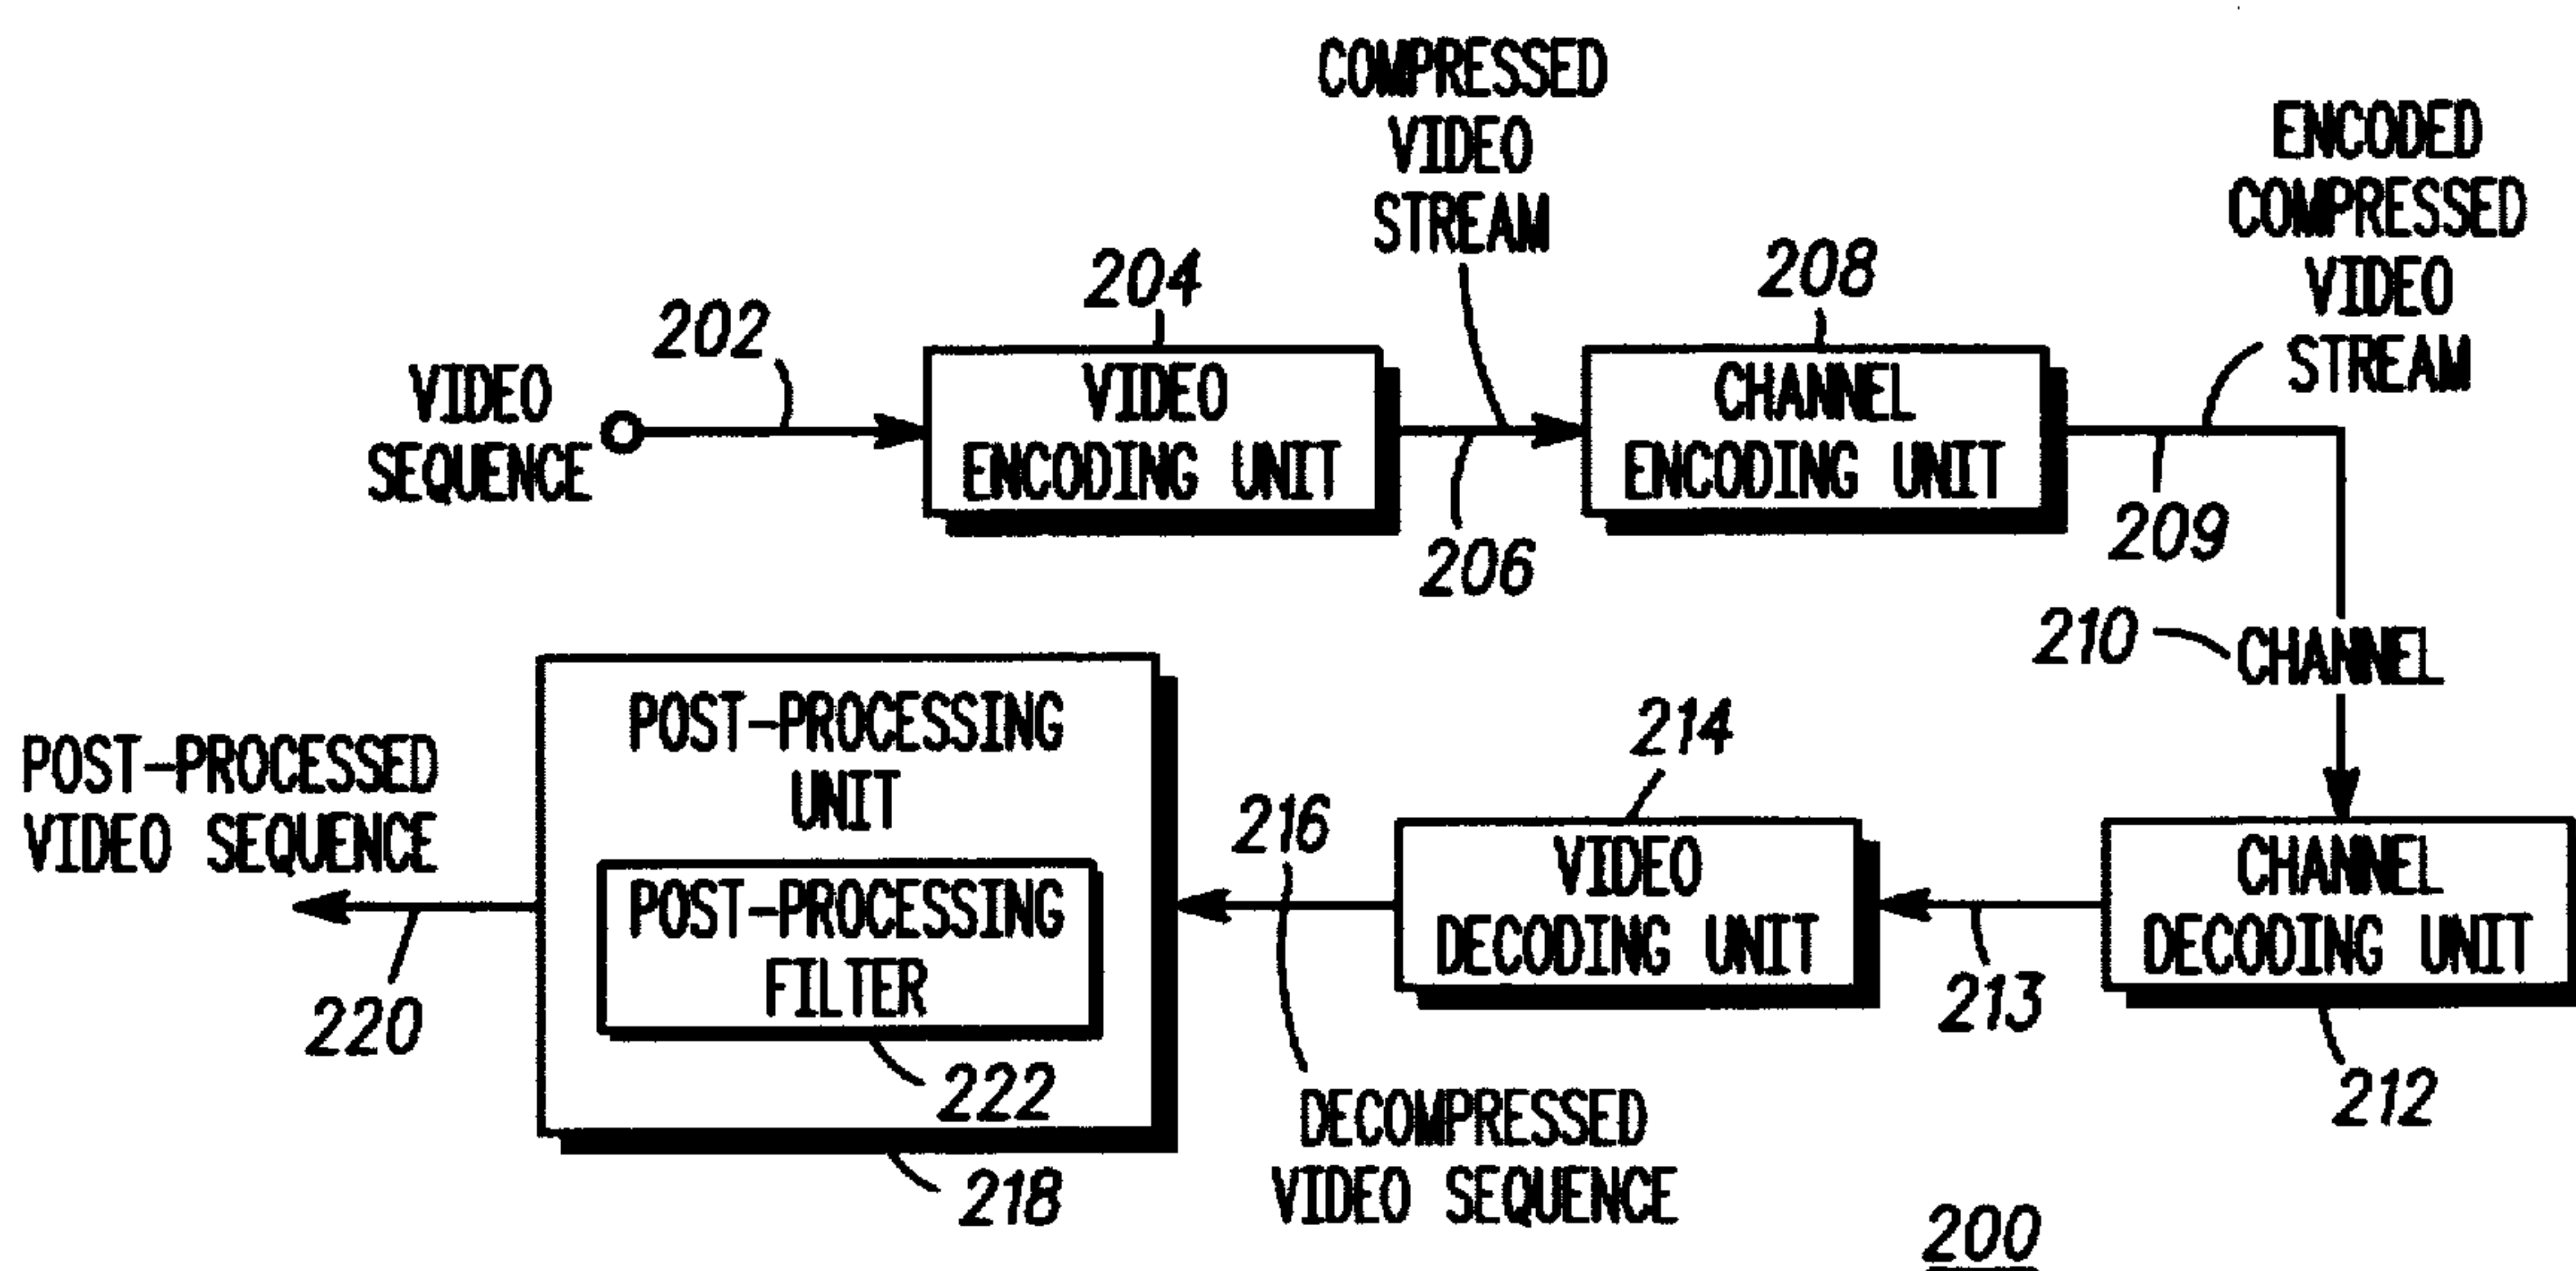 COMPRESSED
VIDEO
STREAM
ENCODED
COMPRESSED
VIDEO
STREAM
202
204
208
VIDEO
SEQUENCE
VIDEO
ENCODING UNIT
CHANNEL
ENCODING UNIT
206
209
210
CHANNEL
POST-PROCESSED
VIDEO SEQUENCE
220
POST-PROCESSING
UNIT
POST-PROCESSING
FILTER
222
218
216
DECOMPRESSED
VIDEO SEQUENCE
214
VIDEO
DECODING UNIT
213
CHANNEL
DECODING UNIT
212
200